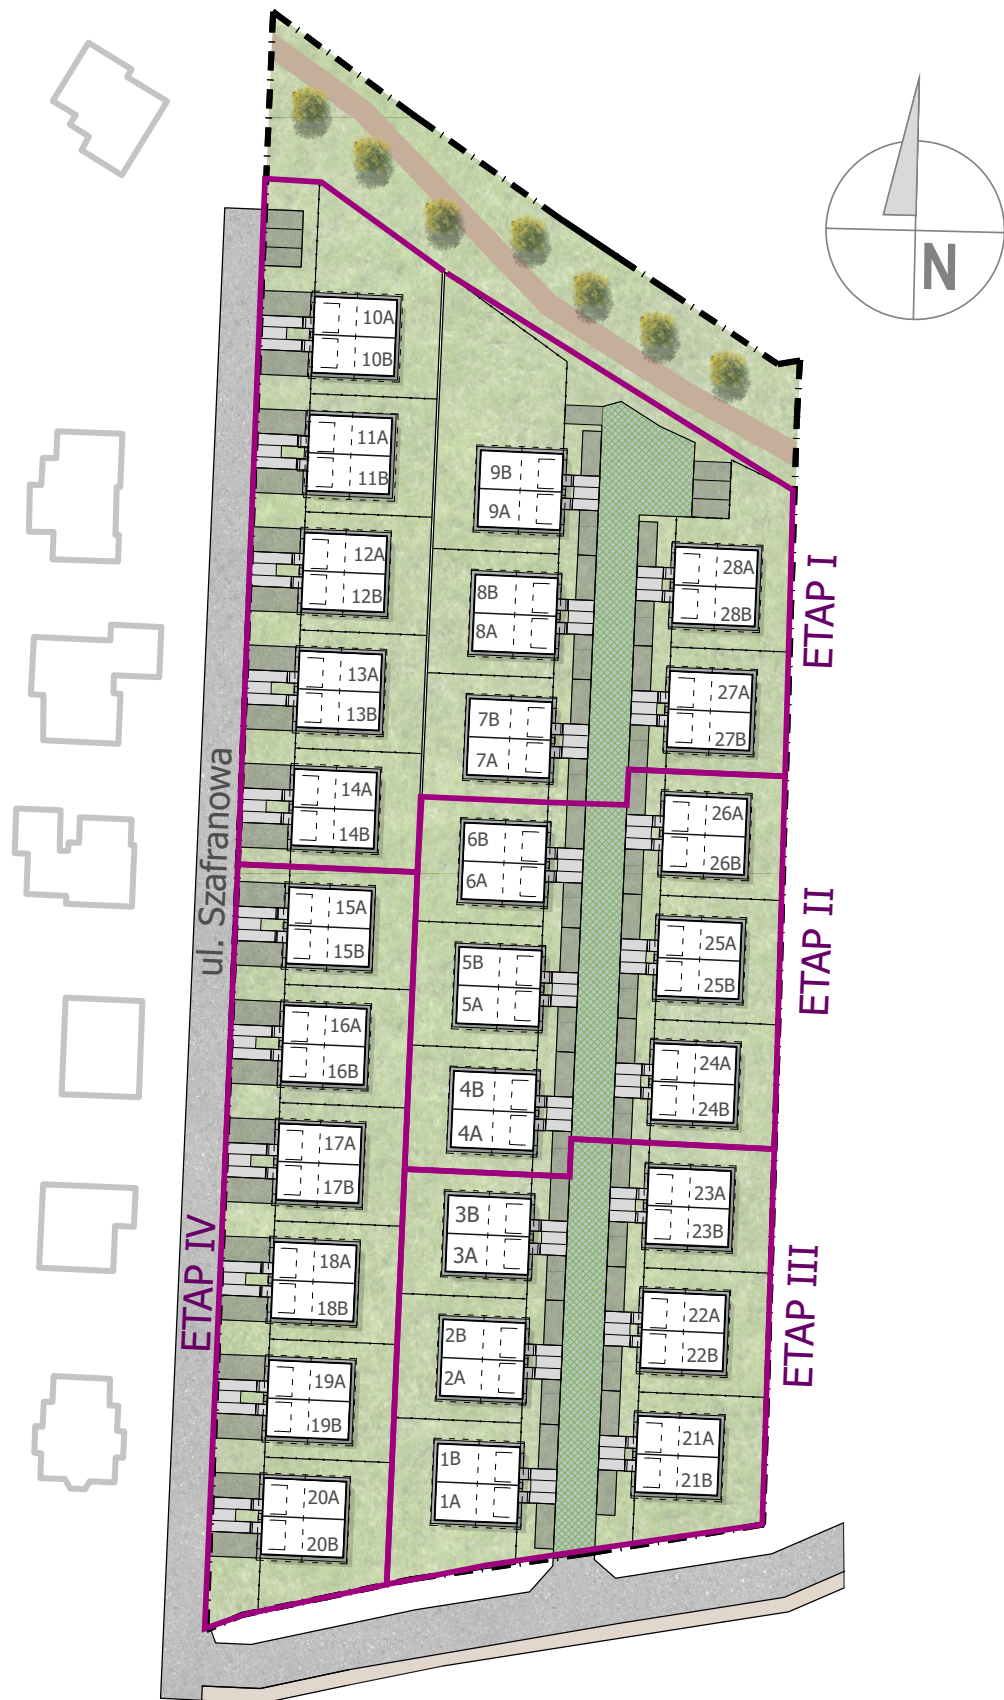 N
10A
10B
11A
11B
12A
12B
13A
13B
14A
14B
15A
15B
16A
16B
17A
17B
18A
18B
19A
19B
20A
20B
9B
9A
8B
8A
7B
7A
6B
6A
5B
5A
4B
4A
3B
3A
2B
2A
1B
1A
28A
28B
27A
27B
26A
26B
25A
25B
24A
24B
23A
23B
22A
22B
21A
21B
ETAP I
ETAP II
ETAP III
ETAP IV
ul. Szafranowa